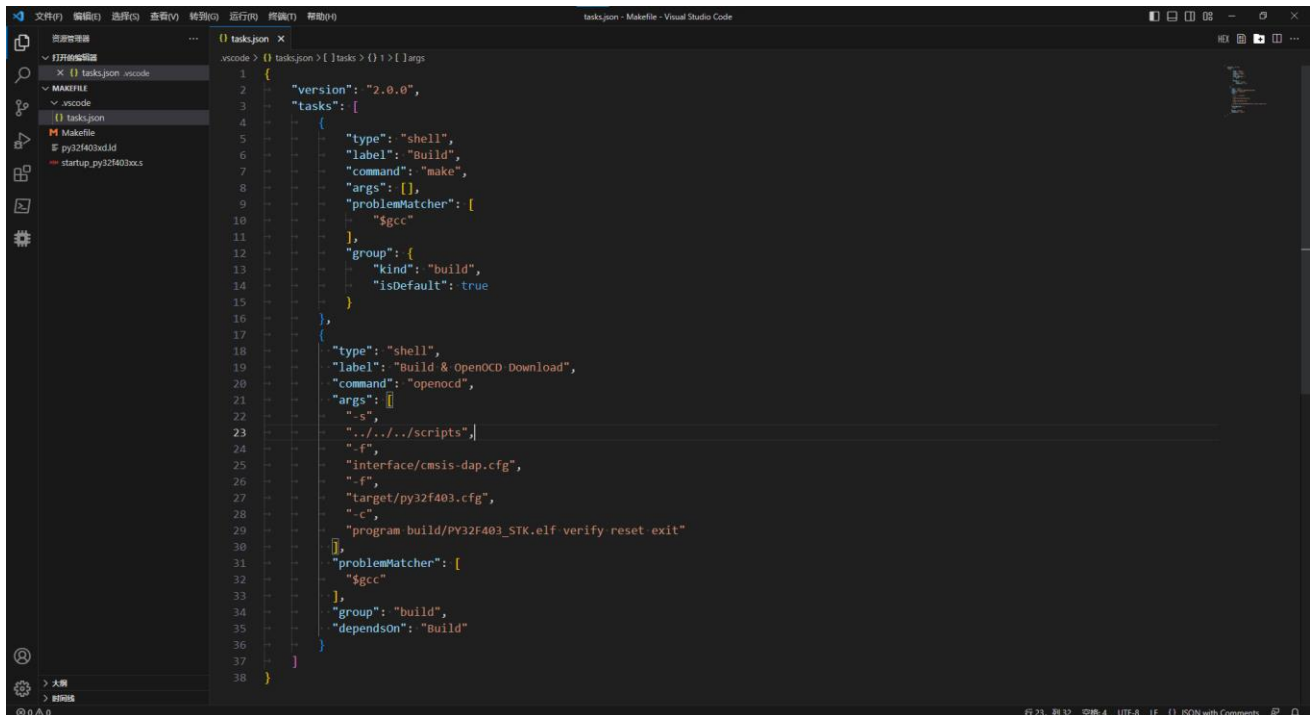 文件(F) 编辑(E) 选择(S) 查看(V) 转到(G) 运行(R) 终端(T) 帮助(H)
tasks.json - Makefile - Visual Studio Code
资源管理器
打开的编辑器
tasks.json .vscode
MAKEFILE
.vscode
{} tasks.json
M Makefile
py32f403xd.ld
startup_py32f403xx.s
大纲
时间线
{} tasks.json
HEX
.vscode > {} tasks.json > [ ] tasks > {} 1 > [ ] args
1 {
2 "version": "2.0.0",
3 "tasks": [
4 {
5 "type": "shell",
6 "label": "Build",
7 "command": "make",
8 "args": [],
9 "problemMatcher": [
10 "$gcc"
11 ],
12 "group": {
13 "kind": "build",
14 "isDefault": true
15 }
16 },
17 {
18 "type": "shell",
19 "label": "Build & OpenOCD Download",
20 "command": "openocd",
21 "args": [
22 "-s",
23 "../../../scripts",
24 "-f",
25 "interface/cmsis-dap.cfg",
26 "-f",
27 "target/py32f403.cfg",
28 "-c",
29 "program build/PY32F403_STK.elf verify reset exit"
30 ],
31 "problemMatcher": [
32 "$gcc"
33 ],
34 "group": "build",
35 "dependsOn": "Build"
36 }
37 ]
38 }
0 0
行 23，列 32 空格: 4 UTF-8 LF {} JSON with Comments